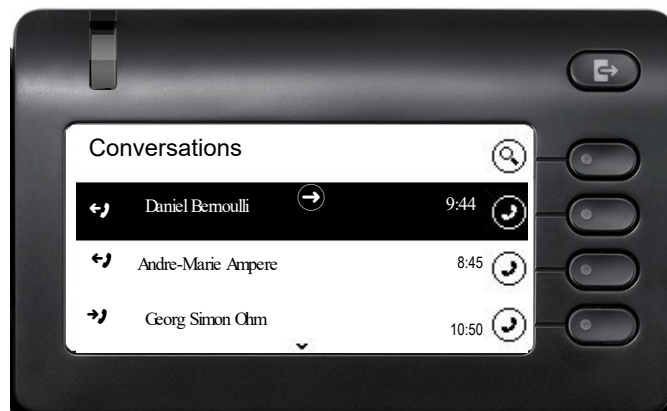 Conversations
Daniel Bernoulli 9:44
Andre-Marie Ampere 8:45
Georg Simon Ohm 10:50